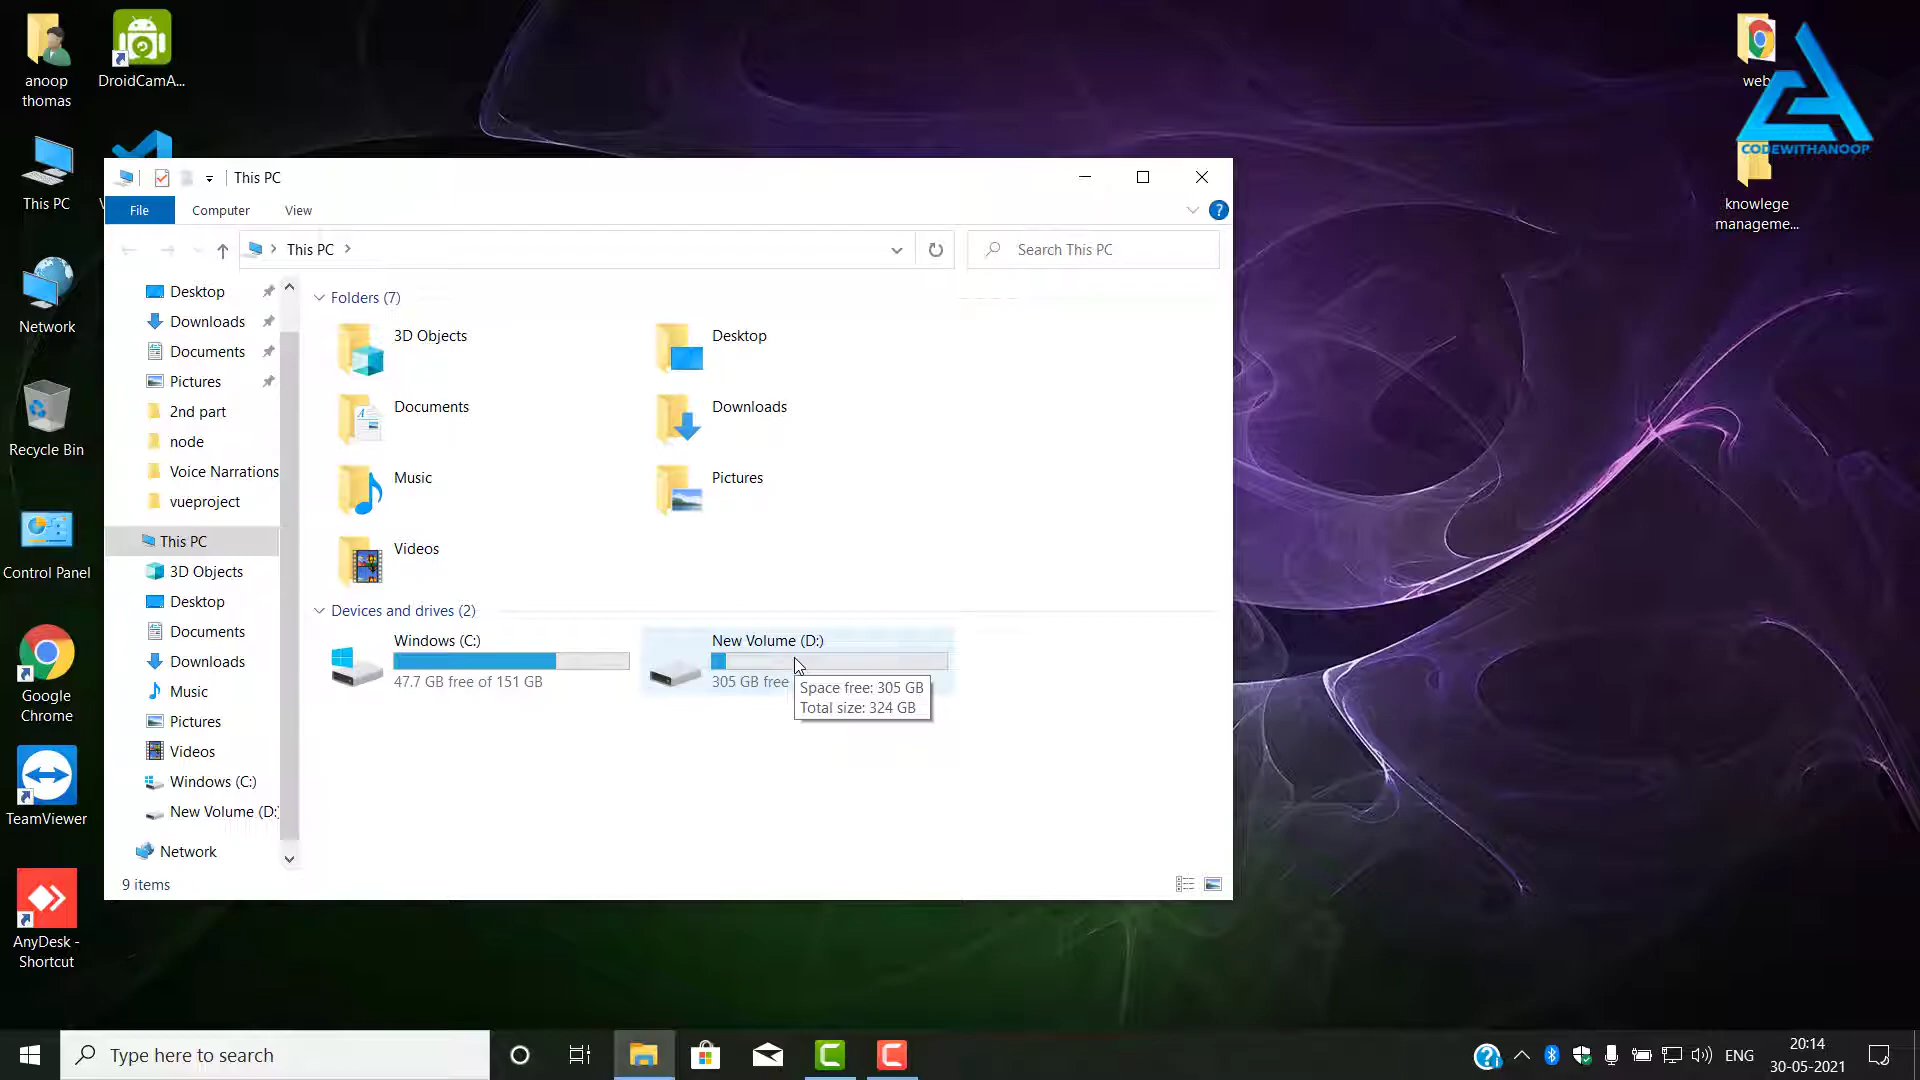 anoop
thomas
DroidCamA...
This PC
Network
Recycle Bin
Control Panel
Google
Chrome
TeamViewer
AnyDesk -
Shortcut
web
CODEWITHANOOP
knowlege
manageme...
This PC
File
Computer
View
?
This PC
Search This PC
Desktop
Downloads
Documents
Pictures
2nd part
node
Voice Narrations
vueproject
This PC
3D Objects
Desktop
Documents
Downloads
Music
Pictures
Videos
Windows (C:)
New Volume (D:)
Network
Folders (7)
3D Objects
Desktop
Documents
Downloads
Music
Pictures
Videos
Devices and drives (2)
Windows (C:)
47.7 GB free of 151 GB
New Volume (D:)
305 GB free
Space free: 305 GB
Total size: 324 GB
9 items
Type here to search
ENG
20:14
30-05-2021